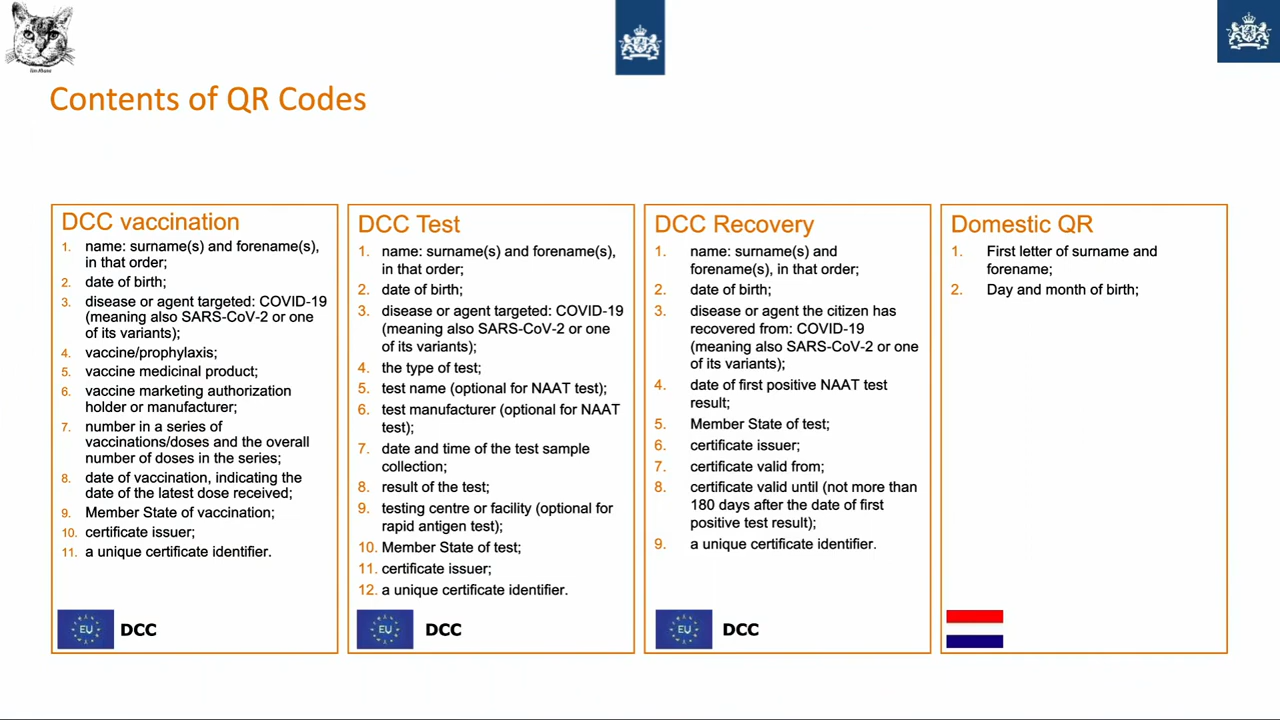 Contents of QR Codes
DCC vaccination
1. name: surname(s) and forename(s),
in that order;
2. date of birth;
3. disease or agent targeted: COVID-19
(meaning also SARS-CoV-2 or one
of its variants);
4. vaccine/prophylaxis;
5. vaccine medicinal product;
6. vaccine marketing authorization
holder or manufacturer;
7. number in a series of
vaccinations/doses and the overall
number of doses in the series;
8. date of vaccination, indicating the
date of the latest dose received;
9. Member State of vaccination;
10. certificate issuer;
11. a unique certificate identifier.
EU
DCC
DCC Test
1. name: surname(s) and forename(s),
in that order;
2. date of birth;
3. disease or agent targeted: COVID-19
(meaning also SARS-CoV-2 or one
of its variants);
4. the type of test;
5. test name (optional for NAAT test);
6. test manufacturer (optional for NAAT
test);
7. date and time of the test sample
collection;
8. result of the test;
9. testing centre or facility (optional for
rapid antigen test);
10. Member State of test;
11. certificate issuer;
12. a unique certificate identifier.
EU
DCC
DCC Recovery
1. name: surname(s) and
forename(s), in that order;
2. date of birth;
3. disease or agent the citizen has
recovered from: COVID-19
(meaning also SARS-CoV-2 or one
of its variants);
4. date of first positive NAAT test
result;
5. Member State of test;
6. certificate issuer;
7. certificate valid from;
8. certificate valid until (not more than
180 days after the date of first
positive test result);
9. a unique certificate identifier.
EU
DCC
Domestic QR
1. First letter of surname and
forename;
2. Day and month of birth;